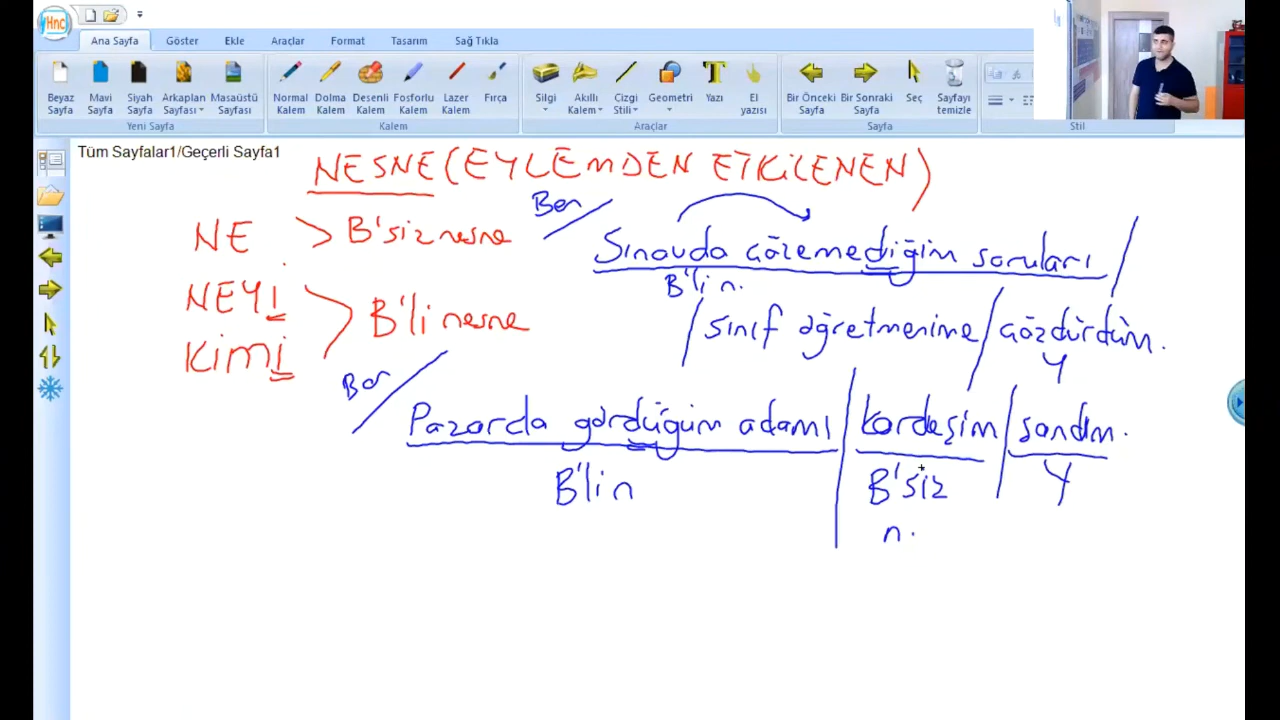 Hnc
Ana Sayfa Göster Ekle Araçlar Format Tasarım Sağ Tıkla
Beyaz Sayfa Mavi Sayfa Siyah Sayfa Arkaplan Sayfası Masaüstü Sayfası
Normal Kalem Dolma Kalem Desenli Kalem Fosforlu Kalem Lazer Kalem Fırça
Silgi Akıllı Kalem Çizgi Stili Geometri Yazı El yazısı
Bir Önceki Sayfa Bir Sonraki Sayfa Seç Sayfayı temizle
Yeni Sayfa Kalem Araçlar Sayfa Stil
Tüm Sayfalar1/Geçerli Sayfa1
NESNE (EYLEMDEN ETKİLENEN)
NE > B'siz nesne
NEYİ
KİMİ > B'li nesne
Ben / Sınavda çözemediğim soruları /
B'li n.
/ sınıf öğretmenime / çözdürdüm.
Y
Ben / Pazarda gördüğüm adamı / kardeşim / sandım.
B'li n B'siz n. Y